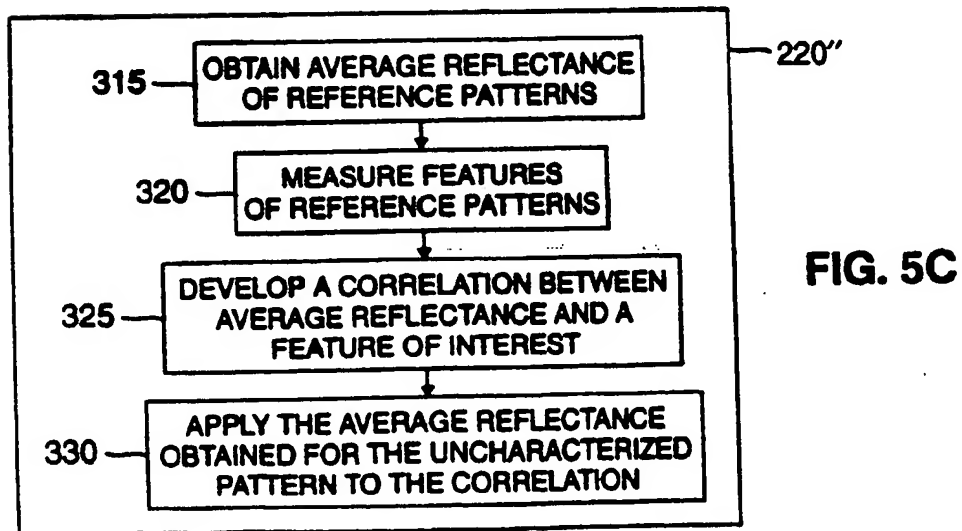 220"
315
OBTAIN AVERAGE REFLECTANCE
OF REFERENCE PATTERNS
320
MEASURE FEATURES
OF REFERENCE PATTERNS
325
DEVELOP A CORRELATION BETWEEN
AVERAGE REFLECTANCE AND A
FEATURE OF INTEREST
330
APPLY THE AVERAGE REFLECTANCE
OBTAINED FOR THE UNCHARACTERIZED
PATTERN TO THE CORRELATION
FIG. 5C